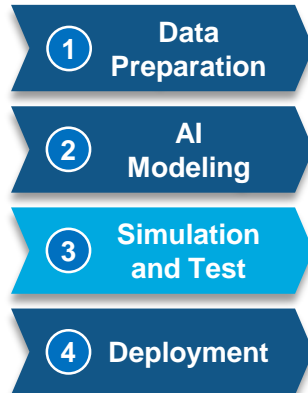 1
Data
Preparation
2
AI
Modeling
3
Simulation
and Test
4
Deployment